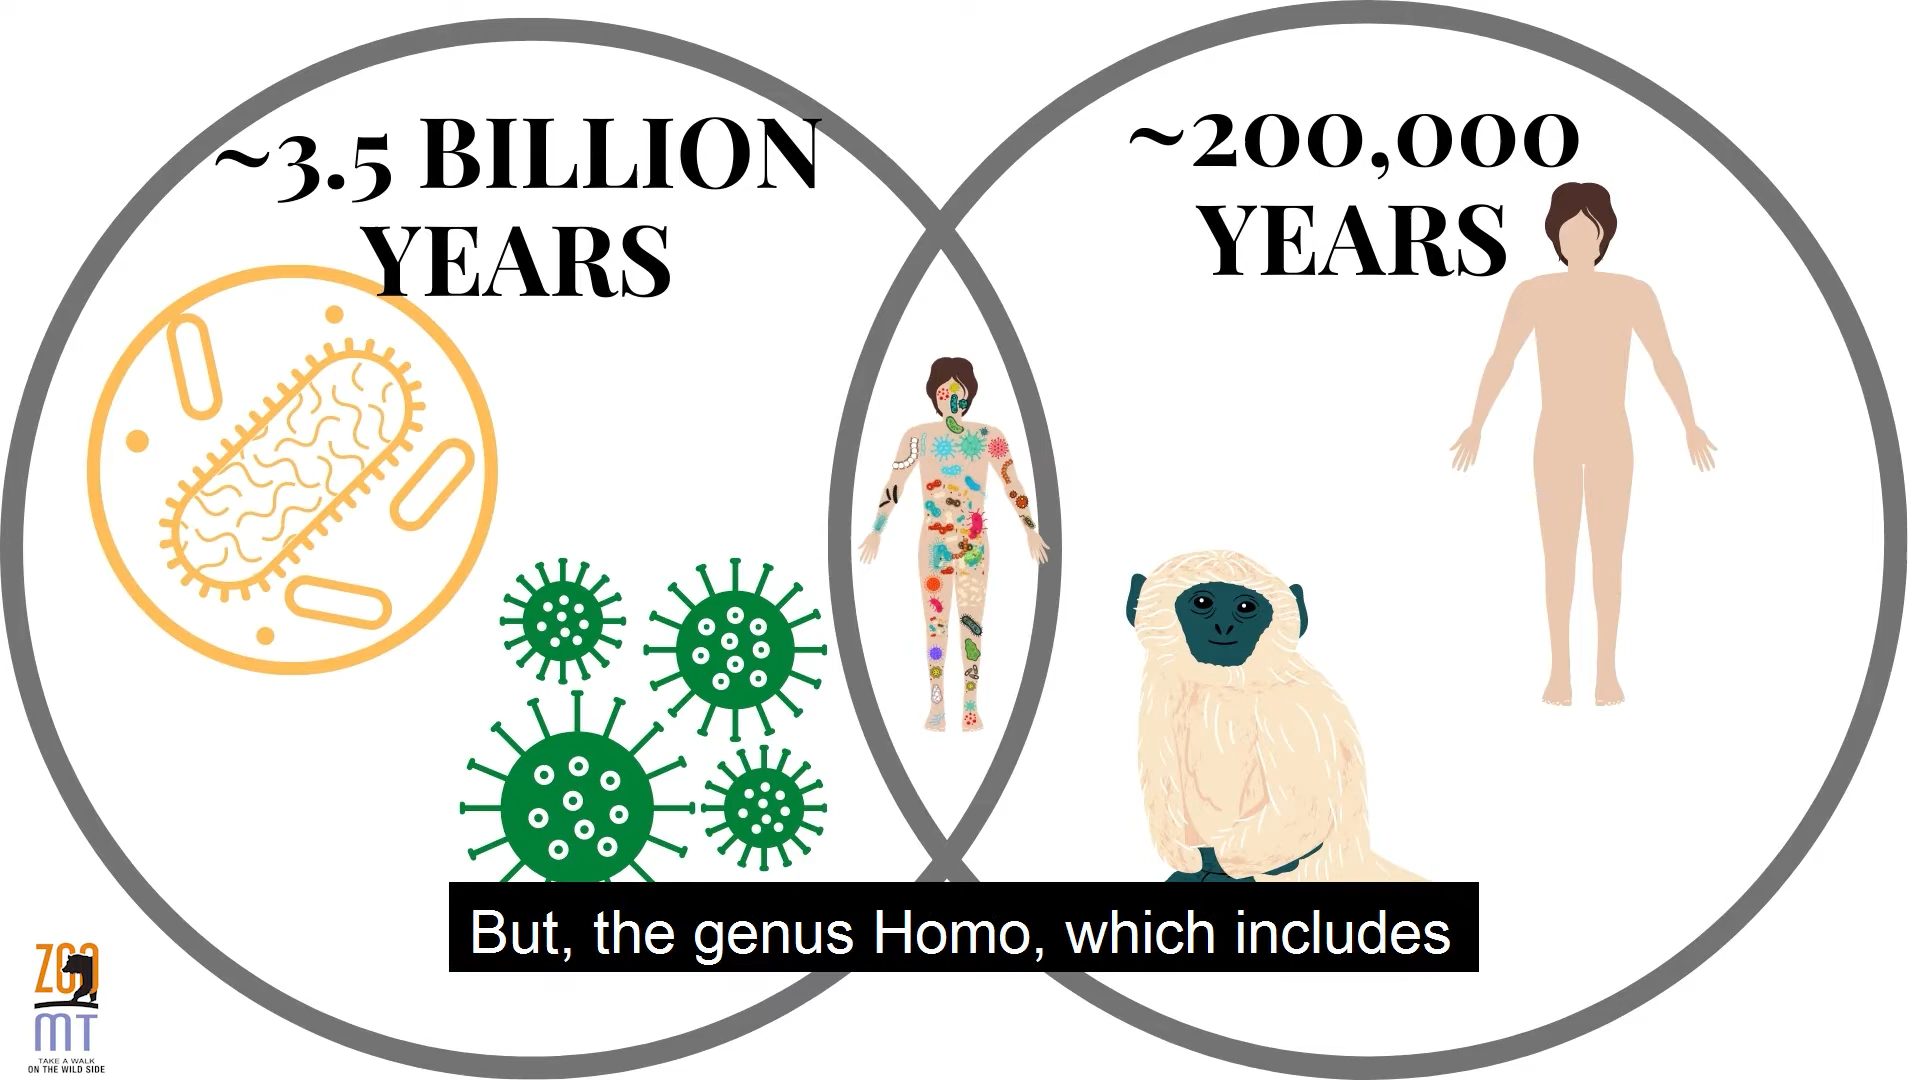 ~3.5 BILLION
YEARS
~200,000
YEARS
But, the genus Homo, which includes
ZOO
MT
TAKE A WALK
ON THE WILD SIDE